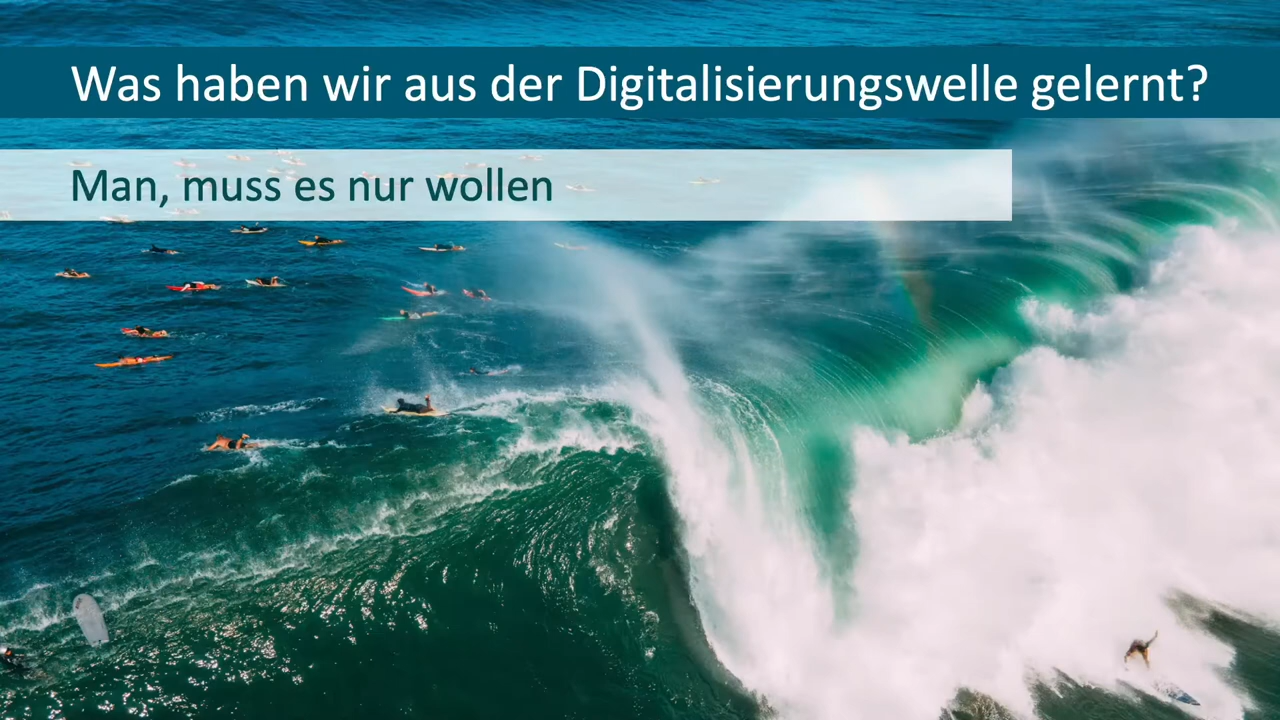 Was haben wir aus der Digitalisierungswelle gelernt?
Man, muss es nur wollen